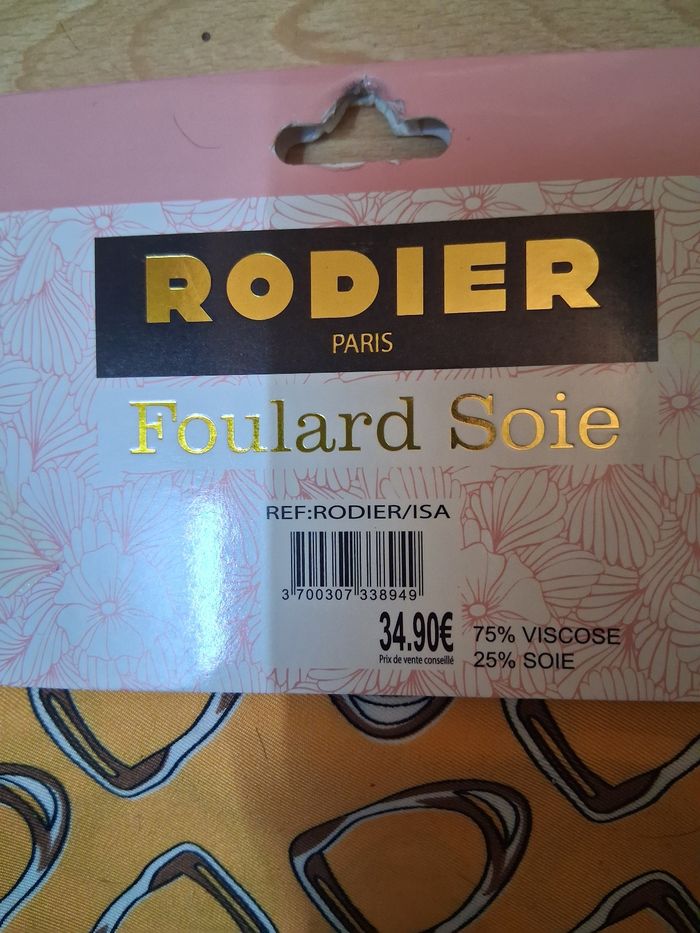 RODIER
PARIS
Foulard Soie
REF:RODIER/ISA
3 700307 338949
34.90€
Prix de vente conseillé
75% VISCOSE
25% SOIE